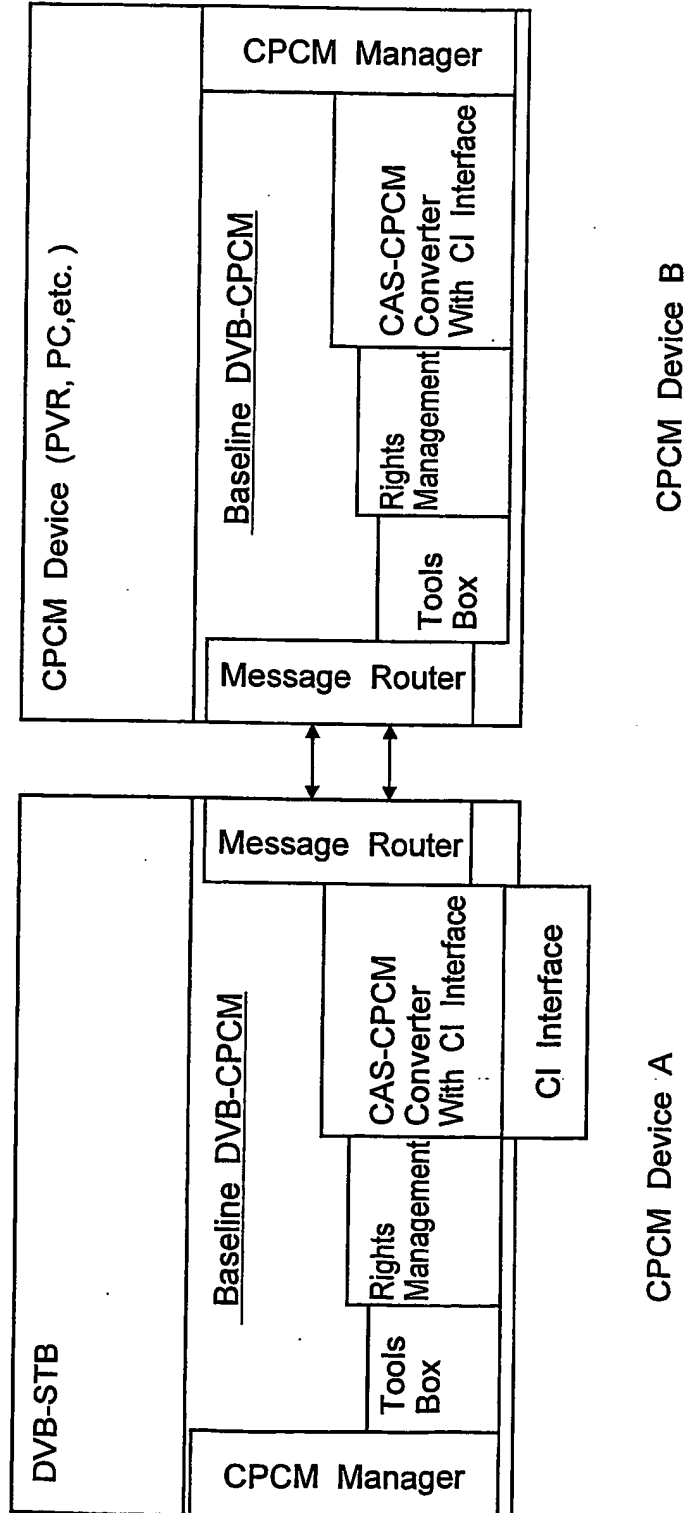 DVB-STB
Baseline DVB-CPCM
CPCM Manager
Tools
Box
Rights
Management
CAS-CPCM
Converter
With CI Interface
Message Router
CI Interface
CPCM Device A
CPCM Device (PVR, PC,etc. )
Baseline DVB-CPCM
Message Router
Tools
Box
Rights
Management
CAS-CPCM
Converter
With CI Interface
CPCM Manager
CPCM Device B